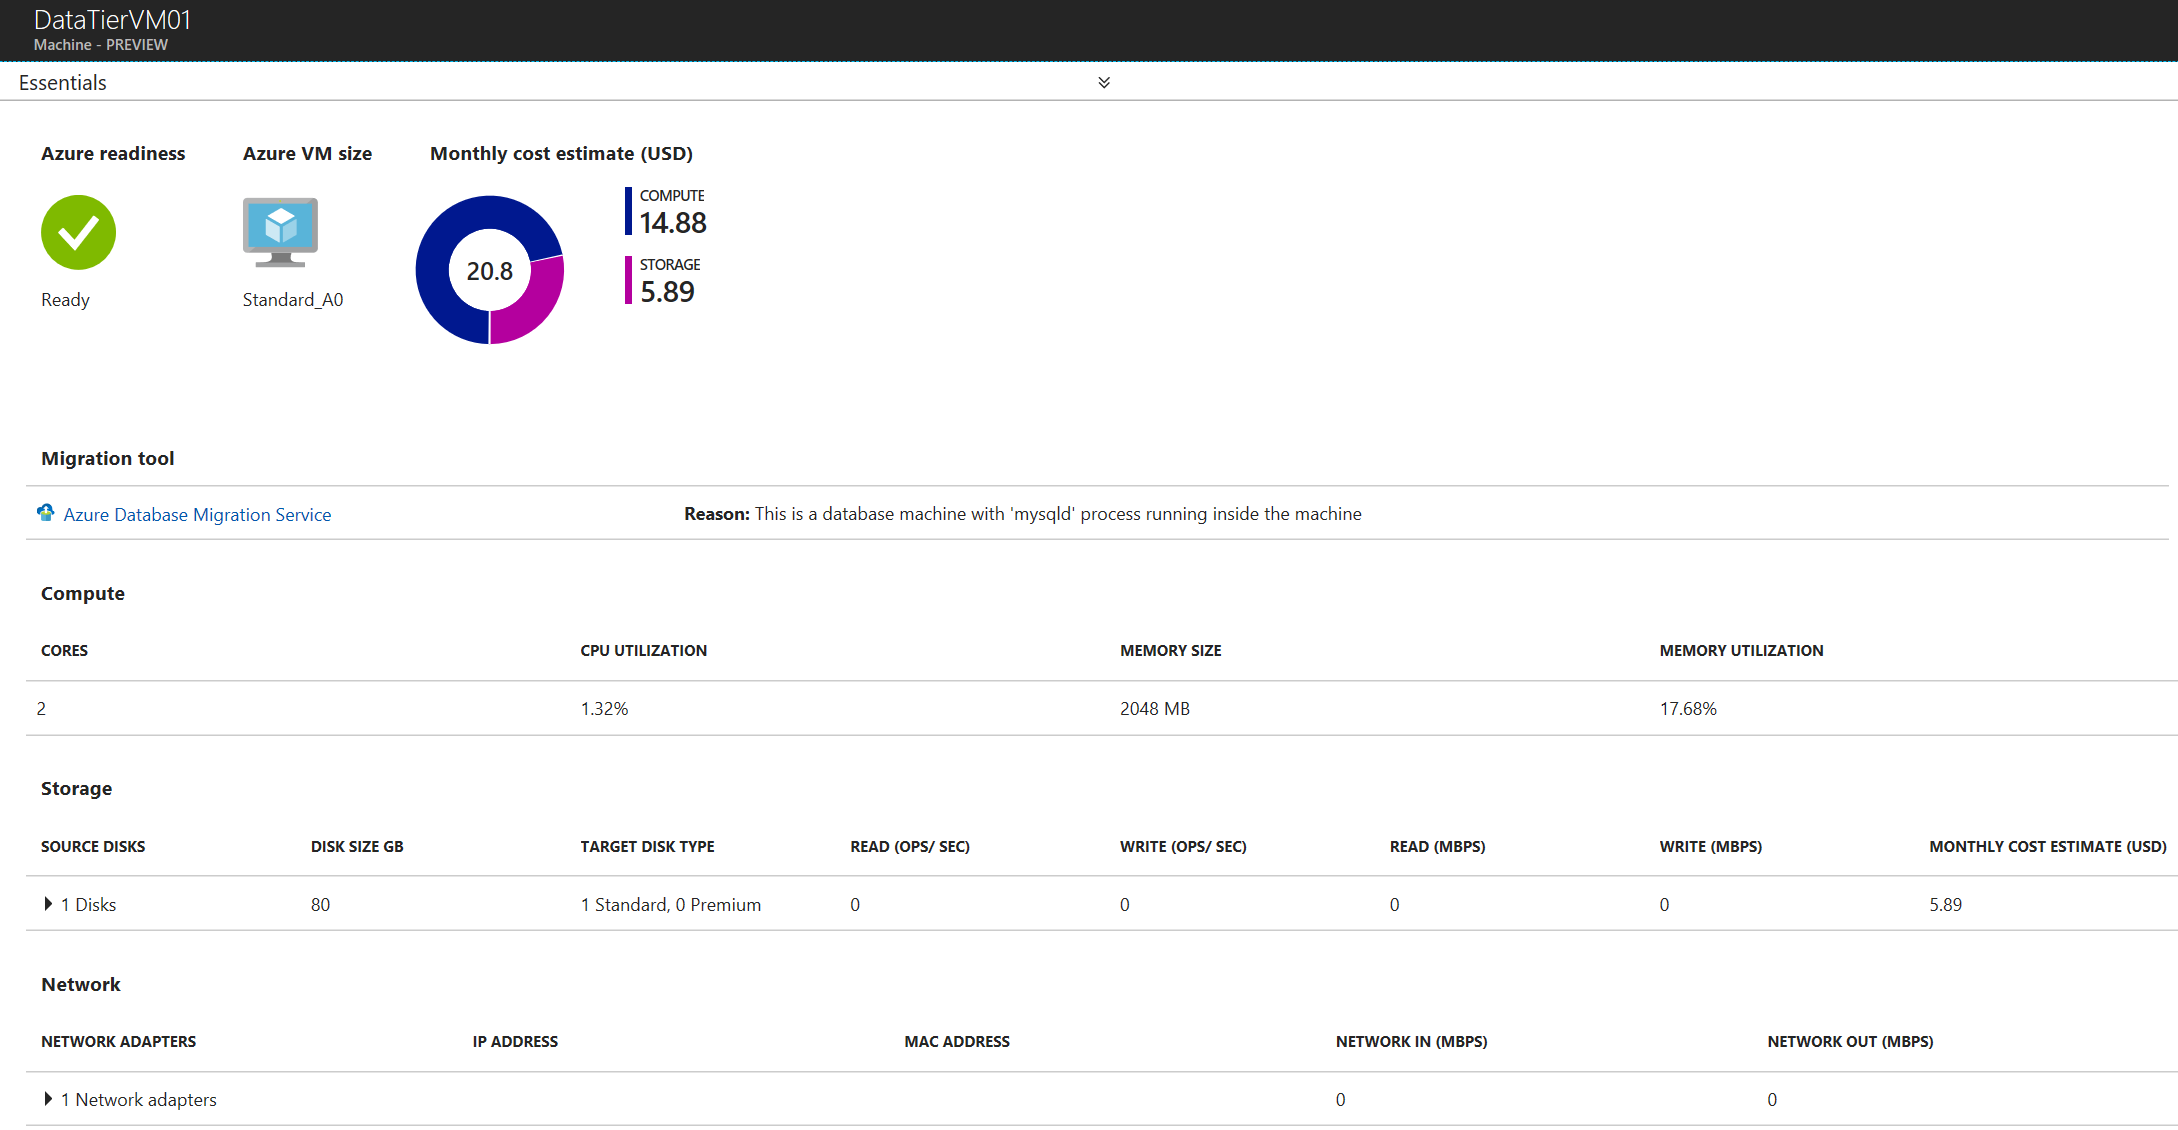 DataTierVM01
Machine - PREVIEW
Essentials
Azure readiness
Azure VM size
Monthly cost estimate (USD)
Ready
Standard_A0
20.8
COMPUTE
14.88
STORAGE
5.89
Migration tool
Azure Database Migration Service
Reason: This is a database machine with 'mysqld' process running inside the machine
Compute
CORES CPU UTILIZATION MEMORY SIZE MEMORY UTILIZATION
2 1.32% 2048 MB 17.68%
Storage
SOURCE DISKS DISK SIZE GB TARGET DISK TYPE READ (OPS/ SEC) WRITE (OPS/ SEC) READ (MBPS) WRITE (MBPS) MONTHLY COST ESTIMATE (USD)
1 Disks 80 1 Standard, 0 Premium 0 0 0 0 5.89
Network
NETWORK ADAPTERS IP ADDRESS MAC ADDRESS NETWORK IN (MBPS) NETWORK OUT (MBPS)
1 Network adapters 0 0